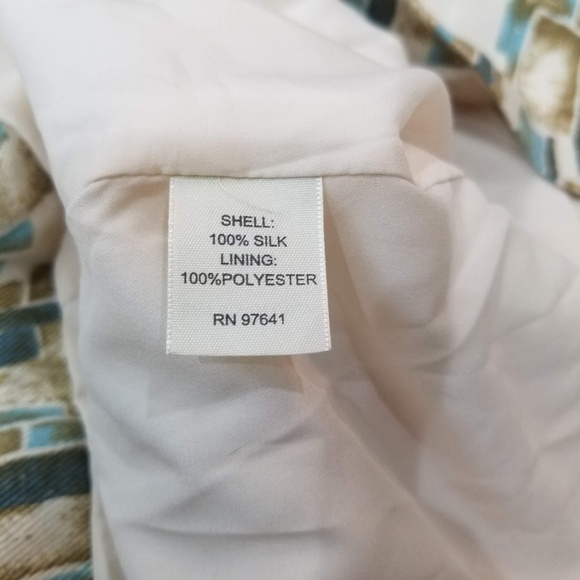 SHELL:
100% SILK
LINING:
100%POLYESTER
RN 97641